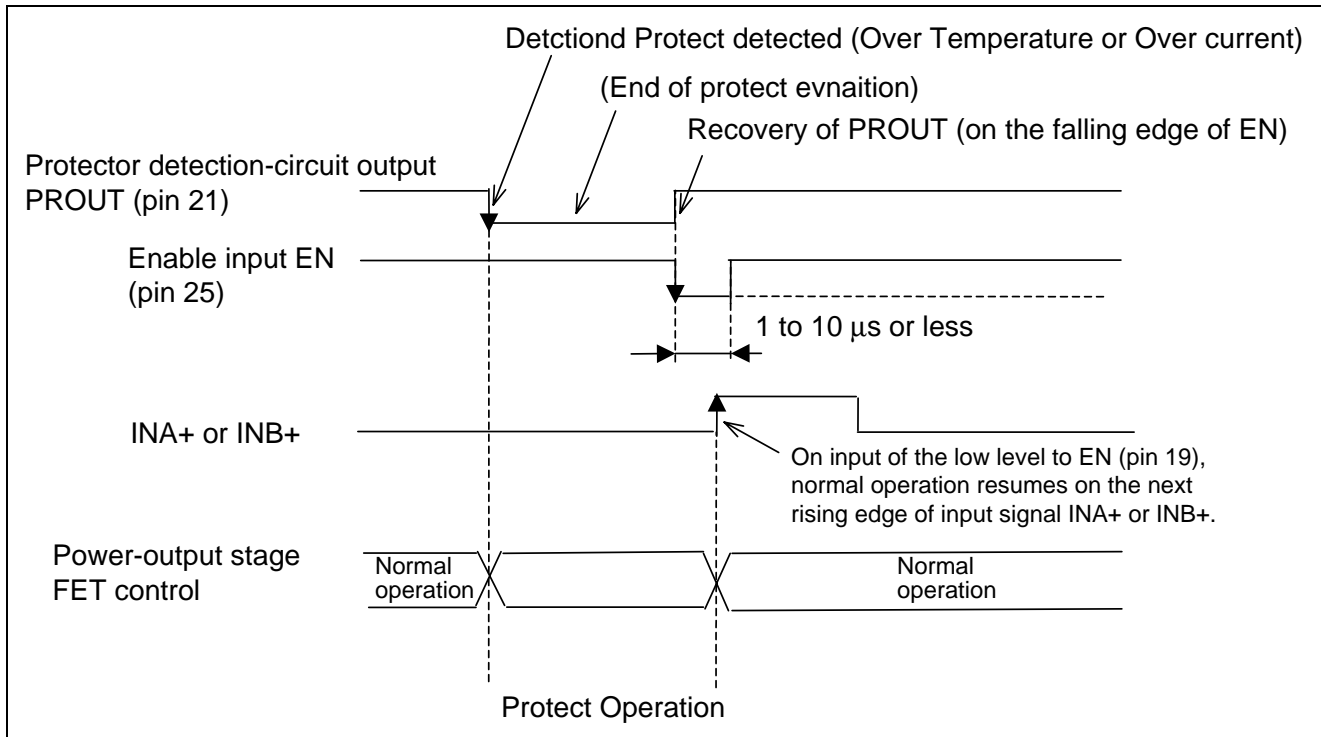 Detctiond Protect detected (Over Temperature or Over current)
(End of protect evnaition)
Recovery of PROUT (on the falling edge of EN)
Protector detection-circuit output
PROUT (pin 21)
Enable input EN
(pin 25)
1 to 10 μs or less
INA+ or INB+
On input of the low level to EN (pin 19),
normal operation resumes on the next
rising edge of input signal INA+ or INB+.
Power-output stage
FET control
Normal
operation
Normal
operation
Protect Operation